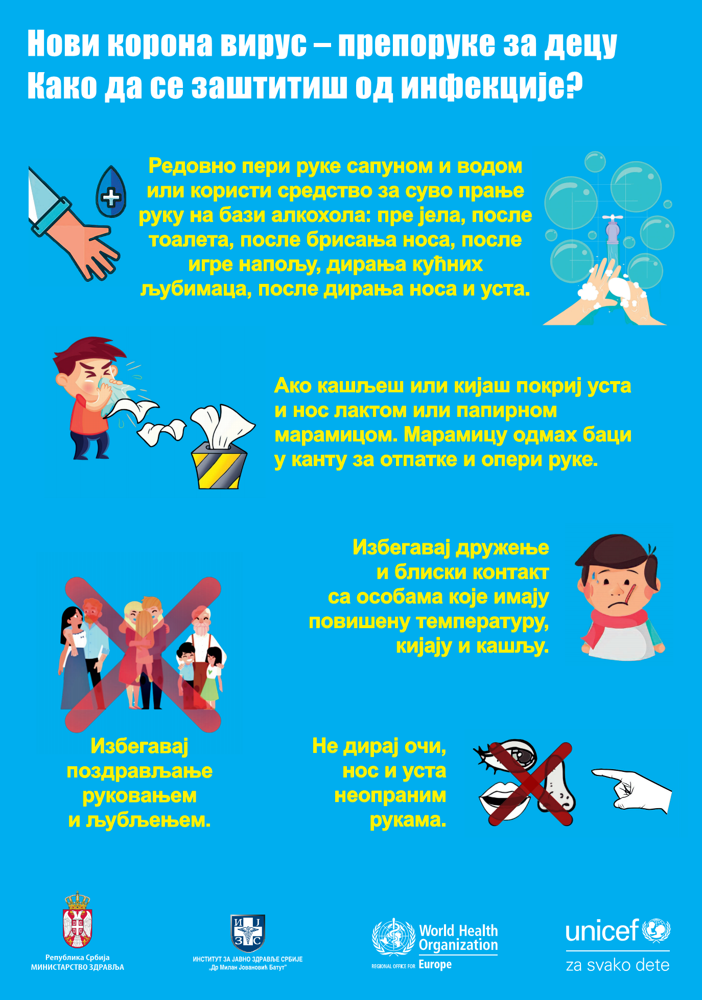 Нови корона вирус – препоруке за децу
Како да се заштитиш од инфекције?
Редовно пери руке сапуном и водом
или користи средство за суво прање
руку на бази алкохола: пре јела, после
тоалета, после брисања носа, после
игре напољу, дирања кућних
љубимаца, после дирања носа и уста.
Ако кашљеш или кијаш покриј уста
и нос лактом или папирном
марамицом. Марамицу одмах баци
у канту за отпатке и опери руке.
Избегавај дружење
и блиски контакт
са особама које имају
повишену температуру,
кијају и кашљу.
Избегавај
поздрављање
руковањем
и љубљењем.
Не дирај очи,
нос и уста
неопраним
рукама.
Република Србија
МИНИСТАРСТВО ЗДРАВЉА
И Ј
З С
ИНСТИТУТ ЗА ЈАВНО ЗДРАВЉЕ СРБИЈЕ
„Др Милан Јовановић Батут”
World Health
Organization
REGIONAL OFFICE FOR Europe
unicef
za svako dete